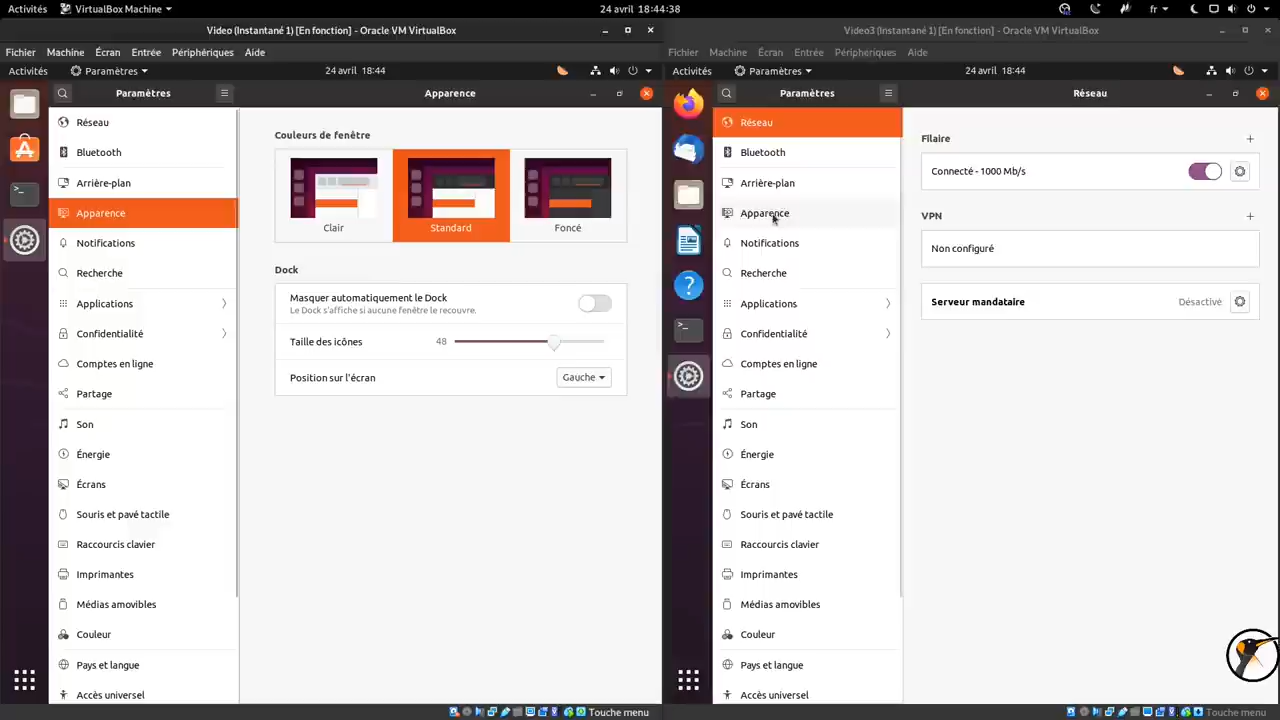 Activités
VirtualBox Machine
24 avril 18:44:38
fr
Video (Instantané 1) [En fonction] - Oracle VM VirtualBox
Fichier Machine Écran Entrée Périphériques Aide
Activités
Paramètres
24 avril 18:44
Paramètres
Apparence
Réseau
Bluetooth
Arrière-plan
Apparence
Notifications
Recherche
Applications
Confidentialité
Comptes en ligne
Partage
Son
Énergie
Écrans
Souris et pavé tactile
Raccourcis clavier
Imprimantes
Médias amovibles
Couleur
Pays et langue
Accès universel
Couleurs de fenêtre
Clair
Standard
Foncé
Dock
Masquer automatiquement le Dock
Le Dock s'affiche si aucune fenêtre le recouvre.
Taille des icônes
48
Position sur l'écran
Gauche
Touche menu
Video3 (Instantané 1) [En fonction] - Oracle VM VirtualBox
Fichier Machine Écran Entrée Périphériques Aide
Activités
Paramètres
24 avril 18:44
Paramètres
Réseau
Réseau
Bluetooth
Arrière-plan
Apparence
Notifications
Recherche
Applications
Confidentialité
Comptes en ligne
Partage
Son
Énergie
Écrans
Souris et pavé tactile
Raccourcis clavier
Imprimantes
Médias amovibles
Couleur
Pays et langue
Accès universel
Filaire
Connecté - 1000 Mb/s
VPN
Non configuré
Serveur mandataire
Désactivé
Touche menu